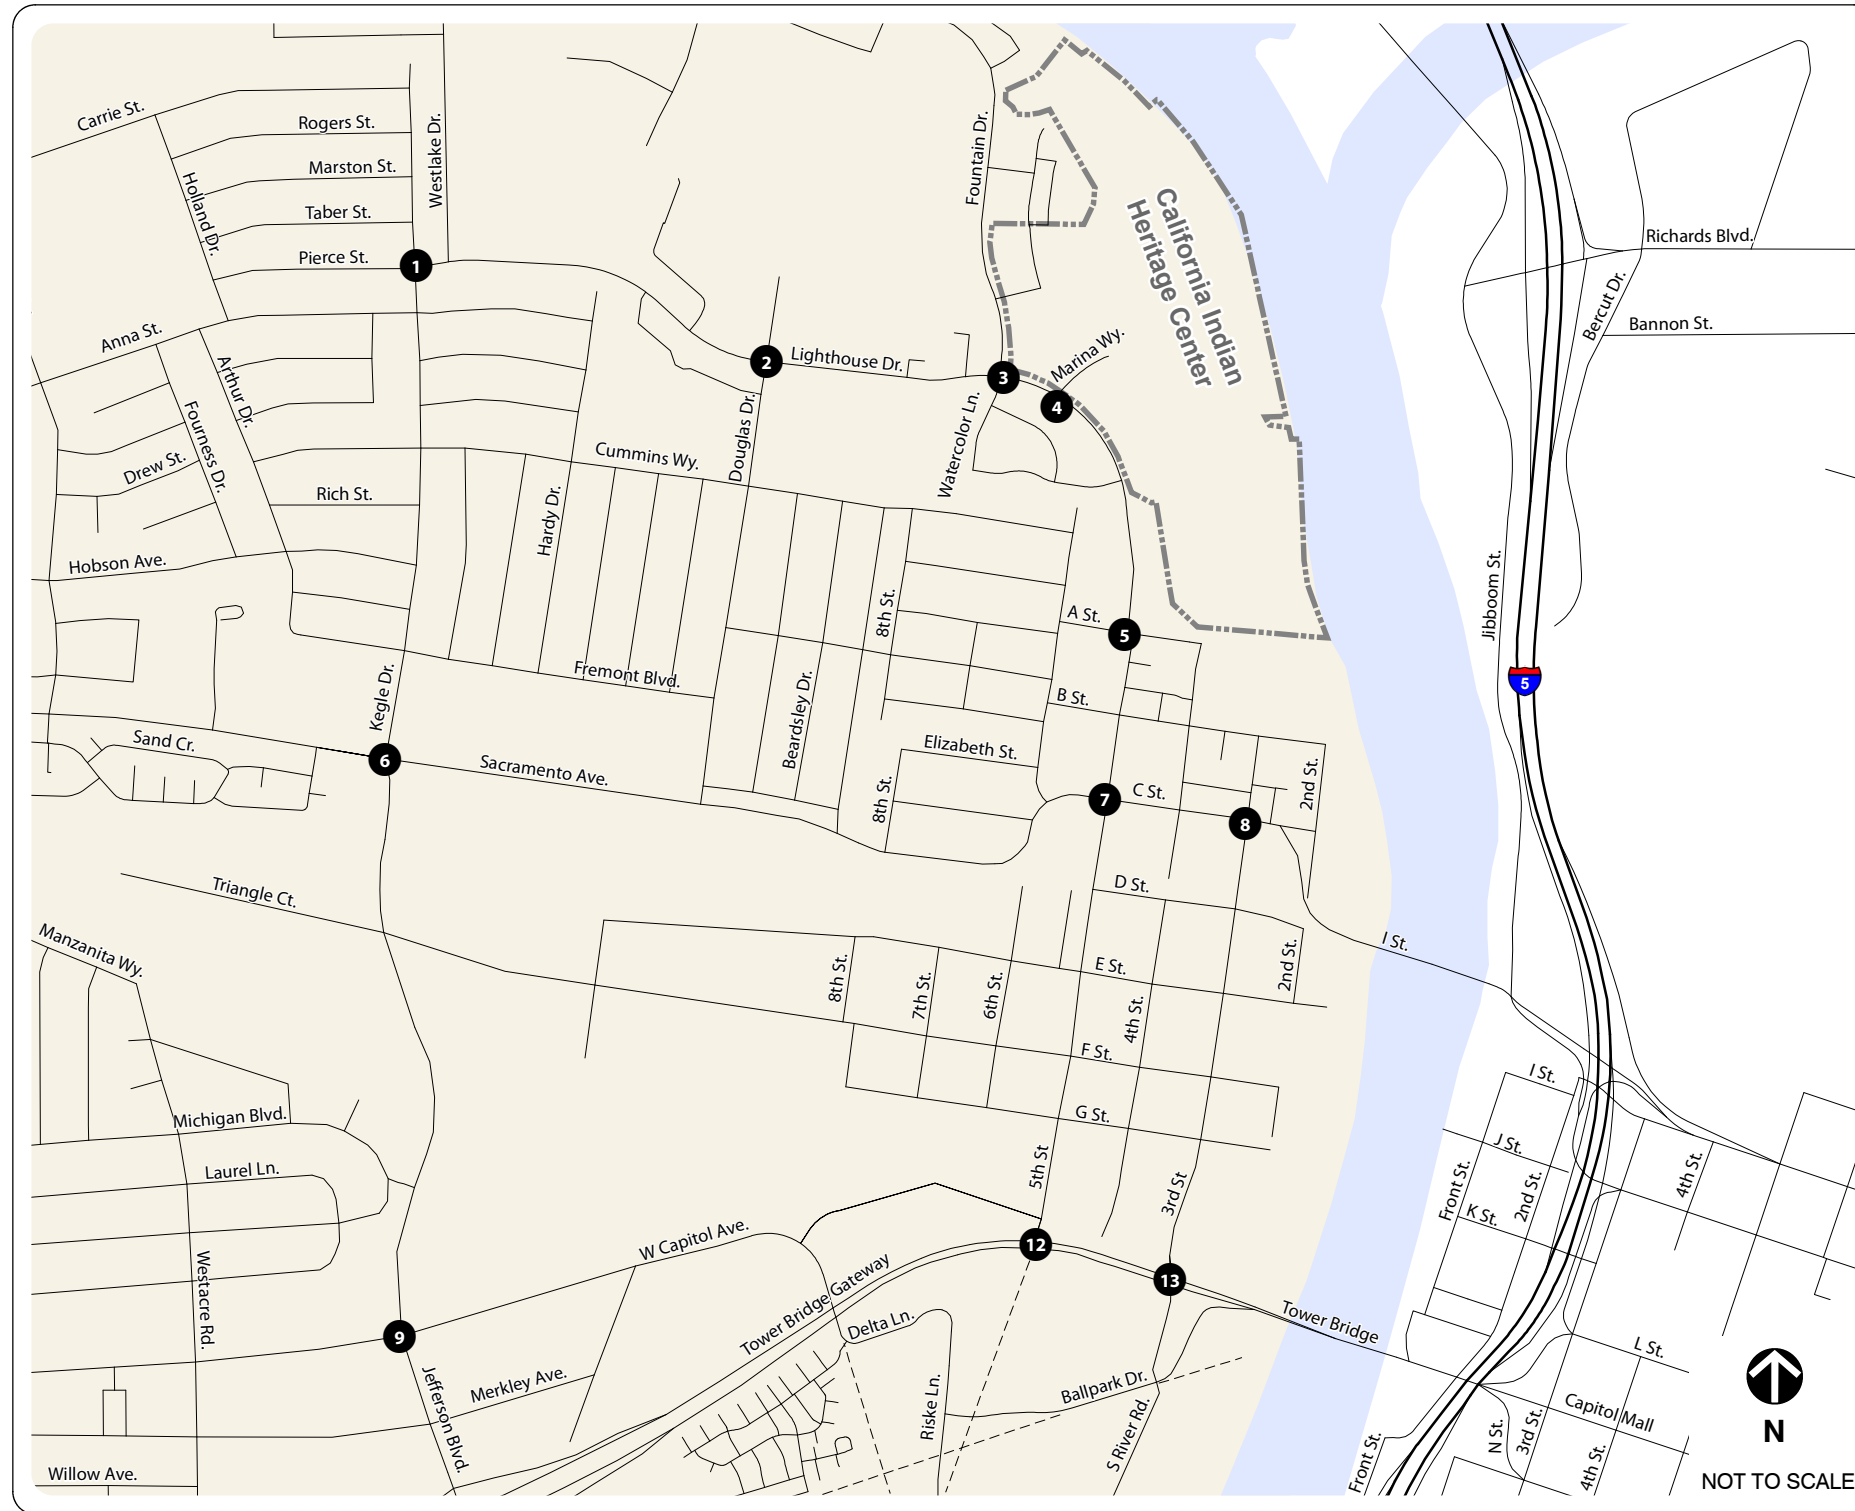 Carrie St.
Rogers St.
Marston St.
Taber St.
Pierce St.
Holland Dr.
Westlake Dr.
Fountain Dr.
California Indian
Heritage Center
Richards Blvd.
Bercut Dr.
Bannon St.
1
2
3
4
Anna St.
Arthur Dr.
Fourness Dr.
Drew St.
Rich St.
Hobson Ave.
Lighthouse Dr.
Marina Wy.
Watercolor Ln.
Douglas Dr.
Cummins Wy.
Hardy Dr.
8th St.
A St.
5
Jibboom St.
5
Kegle Dr.
Fremont Blvd.
Beardsley Dr.
B St.
Elizabeth St.
Sand Cr.
6
Sacramento Ave.
8th St.
7
C St.
8
2nd St.
Triangle Ct.
D St.
I St.
Manzanita Wy.
8th St.
7th St.
6th St.
E St.
4th St.
2nd St.
F St.
G St.
Michigan Blvd.
Laurel Ln.
Westacre Rd.
5th St
3rd St
I St.
J St.
K St.
Front St.
2nd St.
4th St.
W Capitol Ave.
Tower Bridge Gateway
12
13
Tower Bridge
9
Jefferson Blvd.
Merkley Ave.
Delta Ln.
Riske Ln.
Ballpark Dr.
S River Rd.
Willow Ave.
L St.
Capitol Mall
N St.
3rd St.
4th St.
Front St.
N
NOT TO SCALE